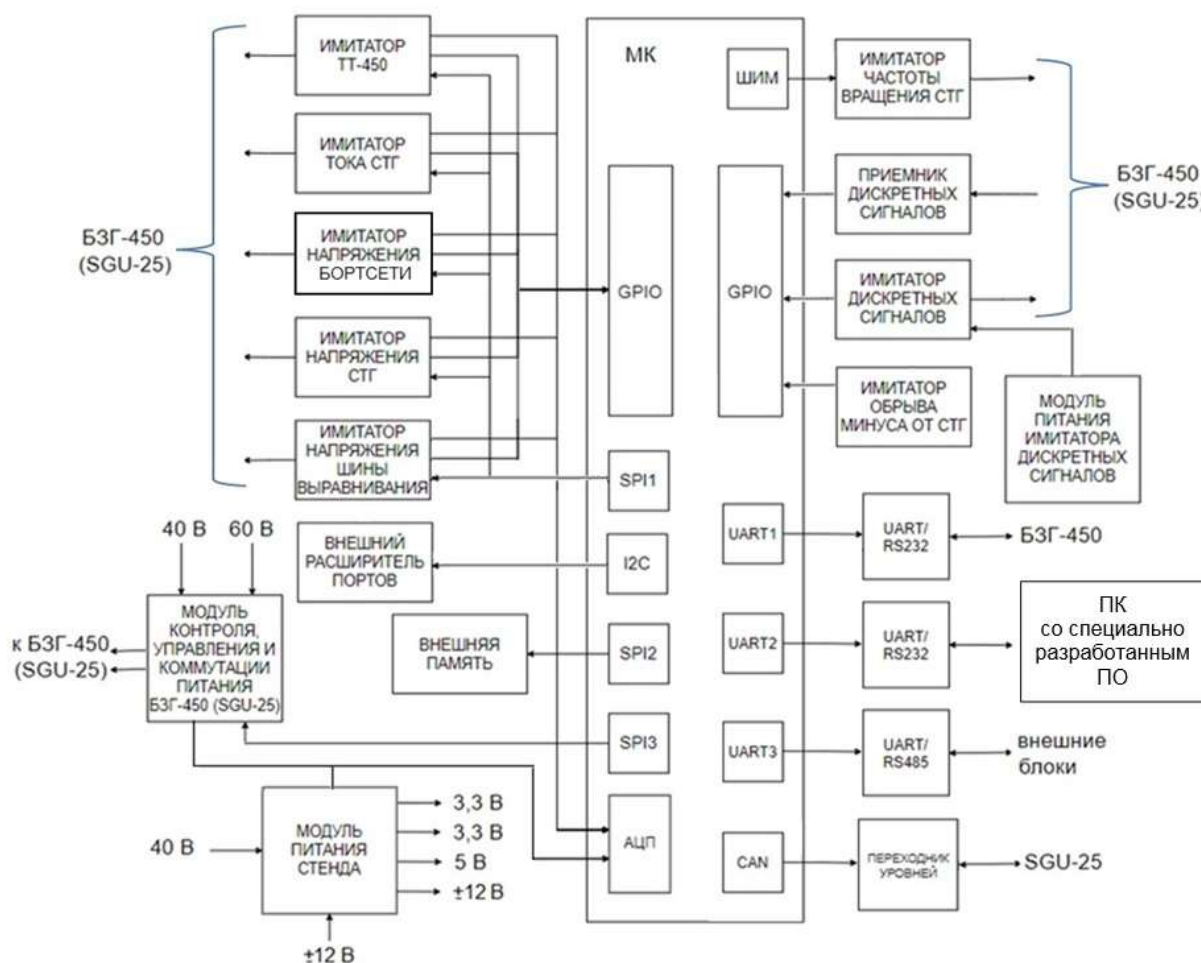 ИМИТАТОР
ТТ-450
ИМИТАТОР
ТОКА СТГ
ИМИТАТОР
НАПРЯЖЕНИЯ
БОРТСЕТИ
ИМИТАТОР
НАПРЯЖЕНИЯ
СТГ
ИМИТАТОР
НАПРЯЖЕНИЯ
ШИНЫ
ВЫРАВНИВАНИЯ
БЗГ-450
(SGU-25)
ВНЕШНИЙ
РАСШИРИТЕЛЬ
ПОРТОВ
ВНЕШНЯЯ
ПАМЯТЬ
40 В
60 В
МОДУЛЬ
КОНТРОЛЯ,
УПРАВЛЕНИЯ И
КОММУТАЦИИ
ПИТАНИЯ
БЗГ-450 (SGU-25)
к БЗГ-450
(SGU-25)
40 В
МОДУЛЬ
ПИТАНИЯ
СТЕНДА
3,3 В
3,3 В
5 В
±12 В
±12 В
МК
ШИМ
GPIO
GPIO
SPI1
I2C
SPI2
SPI3
АЦП
UART1
UART2
UART3
CAN
ИМИТАТОР
ЧАСТОТЫ
ВРАЩЕНИЯ СТГ
ПРИЕМНИК
ДИСКРЕТНЫХ
СИГНАЛОВ
ИМИТАТОР
ДИСКРЕТНЫХ
СИГНАЛОВ
ИМИТАТОР
ОБРЫВА
МИНУСА ОТ СТГ
БЗГ-450
(SGU-25)
МОДУЛЬ
ПИТАНИЯ
ИМИТАТОРА
ДИСКРЕТНЫХ
СИГНАЛОВ
UART/
RS232
БЗГ-450
UART/
RS232
ПК
со специально
разработанным
ПО
UART/
RS485
внешние
блоки
ПЕРЕХОДНИК
УРОВНЕЙ
SGU-25